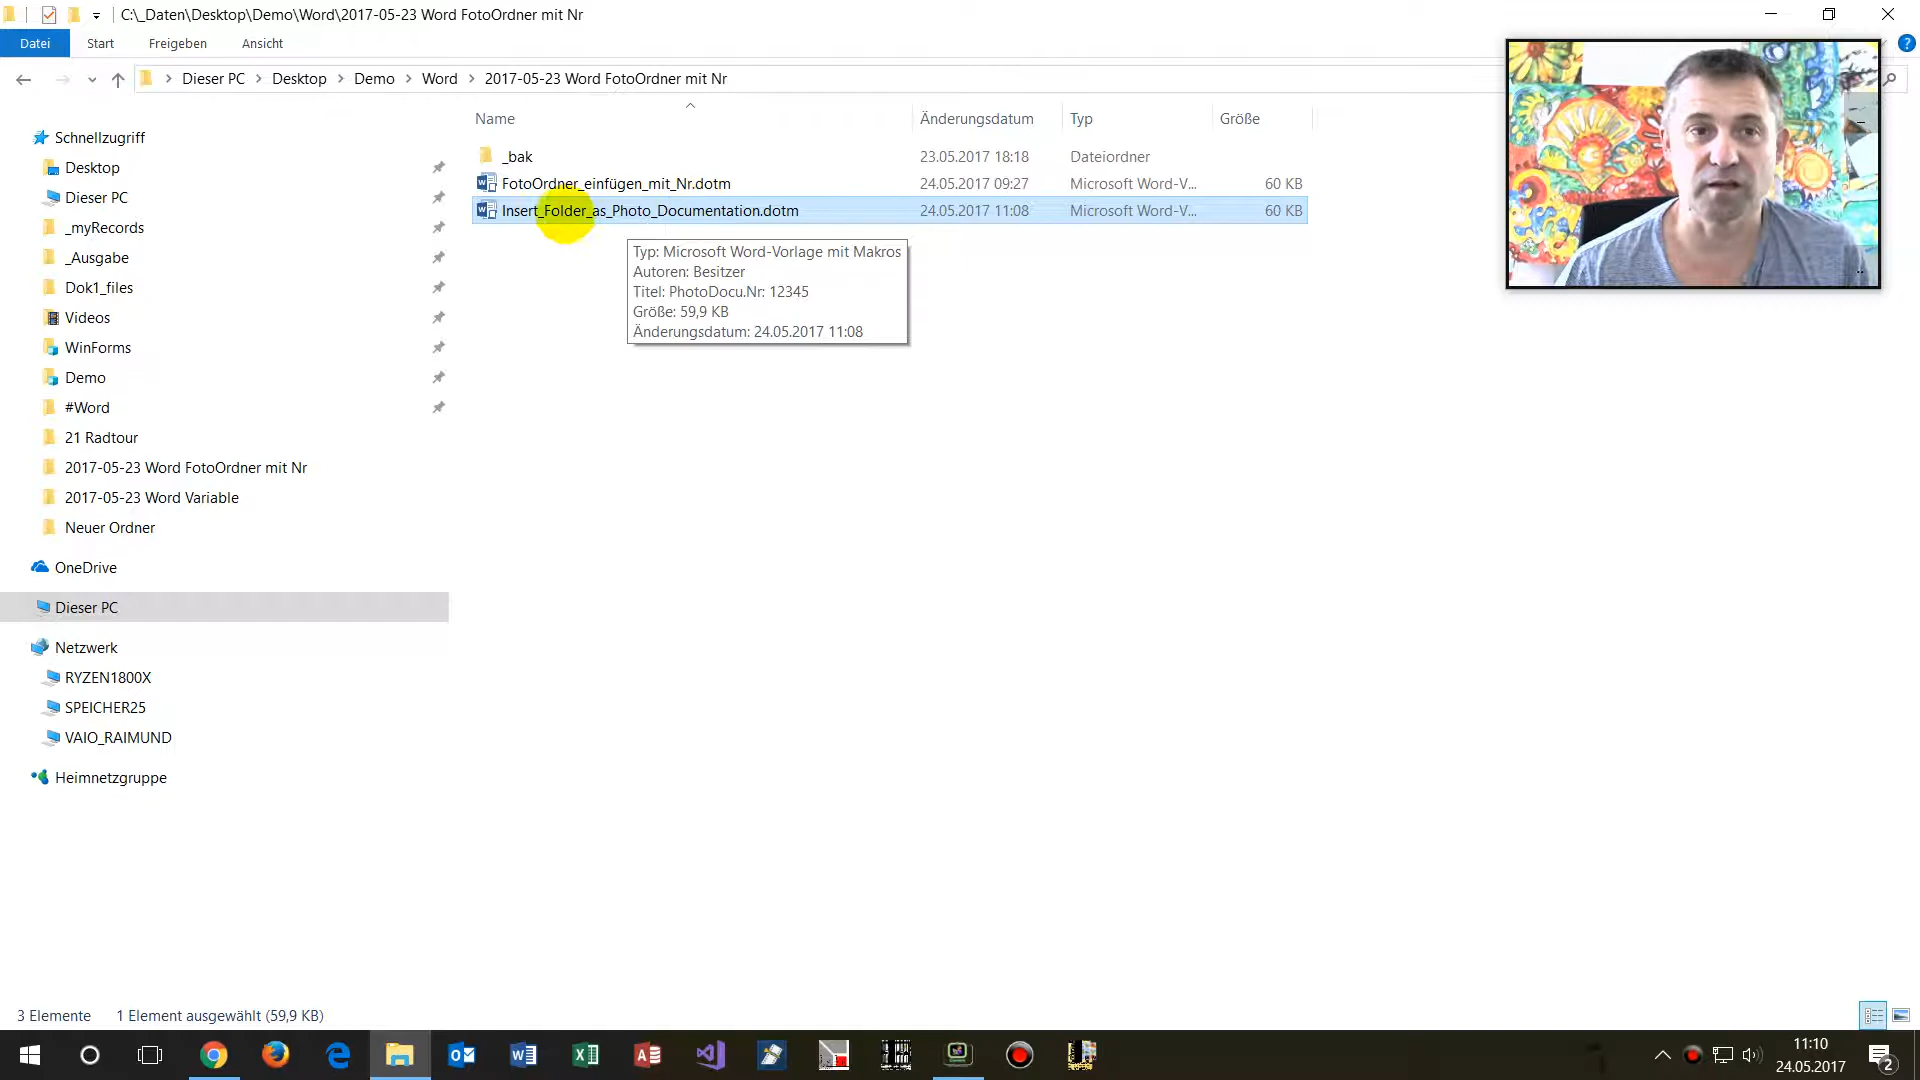 C:\_Daten\Desktop\Demo\Word\2017-05-23 Word FotoOrdner mit Nr
Datei Start Freigeben Ansicht
Dieser PC Desktop Demo Word 2017-05-23 Word FotoOrdner mit Nr
Name Änderungsdatum Typ Größe
_bak 23.05.2017 18:18 Dateiordner
FotoOrdner_einfügen_mit_Nr.dotm 24.05.2017 09:27 Microsoft Word-V... 60 KB
Insert_Folder_as_Photo_Documentation.dotm 24.05.2017 11:08 Microsoft Word-V... 60 KB
Typ: Microsoft Word-Vorlage mit Makros
Autoren: Besitzer
Titel: PhotoDocu.Nr: 12345
Größe: 59,9 KB
Änderungsdatum: 24.05.2017 11:08
Schnellzugriff
Desktop
Dieser PC
_myRecords
_Ausgabe
Dok1_files
Videos
WinForms
Demo
#Word
21 Radtour
2017-05-23 Word FotoOrdner mit Nr
2017-05-23 Word Variable
Neuer Ordner
OneDrive
Dieser PC
Netzwerk
RYZEN1800X
SPEICHER25
VAIO_RAIMUND
Heimnetzgruppe
3 Elemente 1 Element ausgewählt (59,9 KB)
11:10
24.05.2017
2